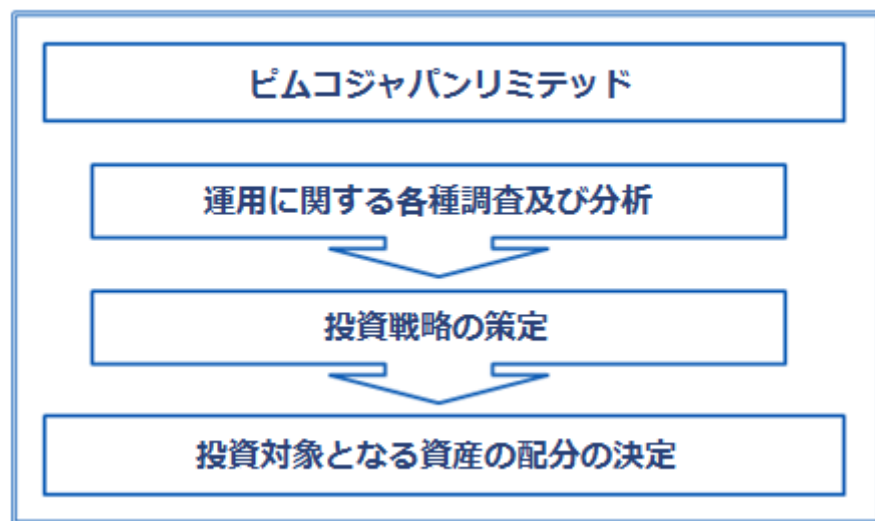 ピムコジャパンリミテッド
運用に関する各種調査及び分析
投資戦略の策定
投資対象となる資産の配分の決定